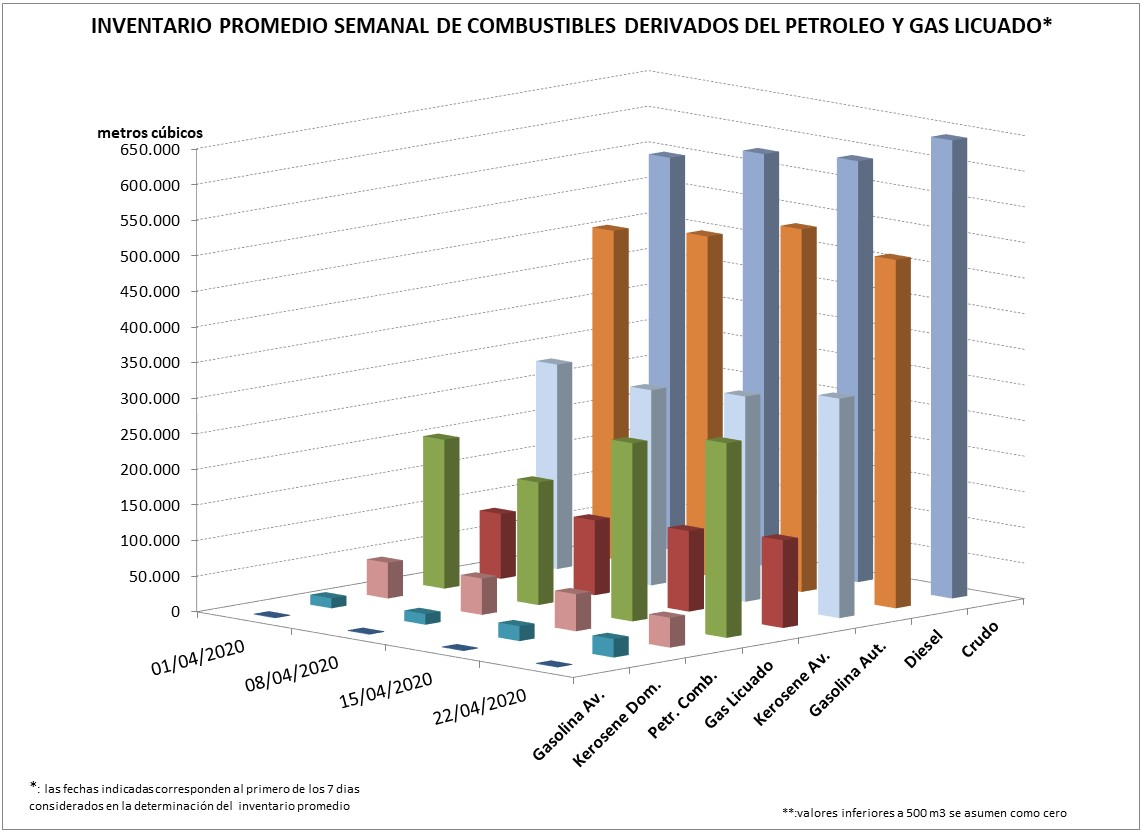 INVENTARIO PROMEDIO SEMANAL DE COMBUSTIBLES DERIVADOS DEL PETROLEO Y GAS LICUADO*
metros cúbicos
650.000
600.000
550.000
500.000
450.000
400.000
350.000
300.000
250.000
200.000
150.000
100.000
50.000
0
01/04/2020
08/04/2020
15/04/2020
22/04/2020
Gasolina Av.
Kerosene Dom.
Petr. Comb.
Gas Licuado
Kerosene Av.
Gasolina Aut.
Diesel
Crudo
*: las fechas indicadas corresponden al primero de los 7 dias
considerados en la determinación del inventario promedio
**:valores inferiores a 500 m3 se asumen como cero